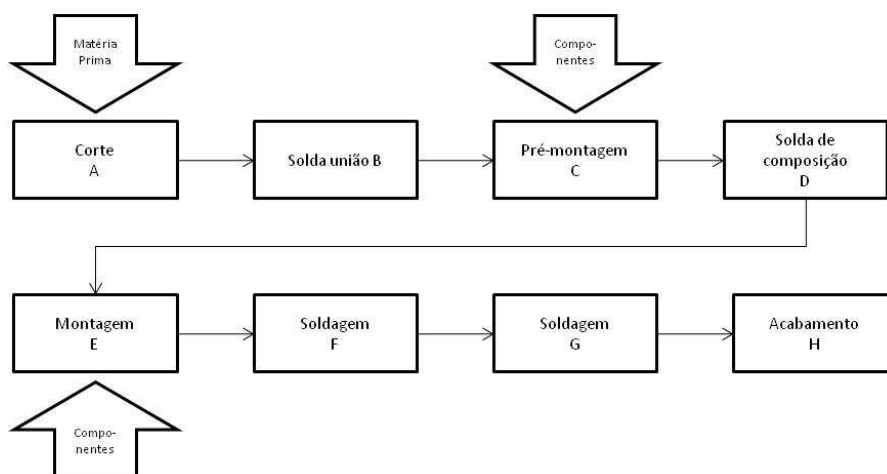 Matéria
Prima
Compo-
nentes
Corte
A
Solda união B
Pré-montagem
C
Solda de
composição
D
Montagem
E
Soldagem
F
Soldagem
G
Acabamento
H
Compo-
nentes